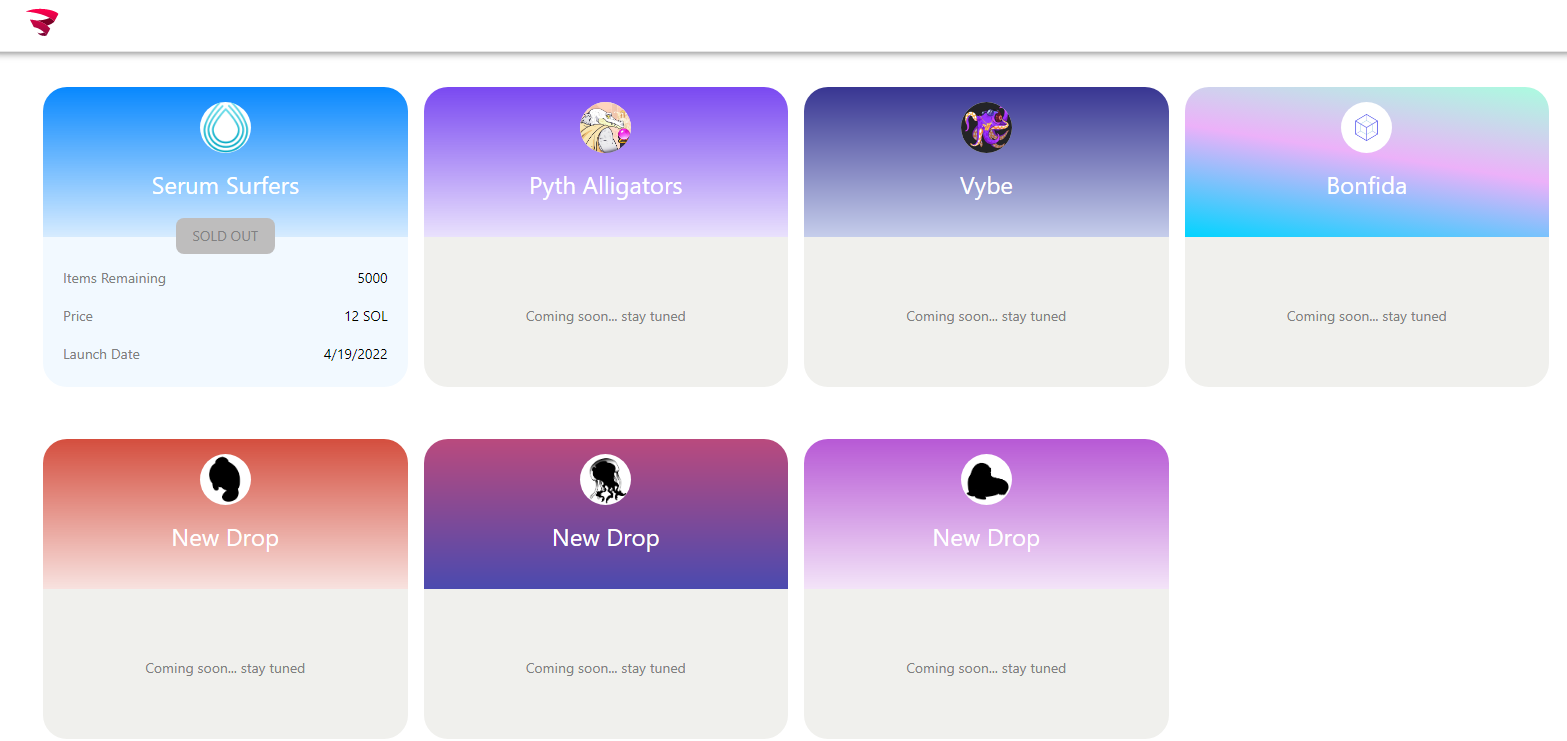 Serum Surfers
SOLD OUT
Items Remaining 5000
Price 12 SOL
Launch Date 4/19/2022
Pyth Alligators
Coming soon... stay tuned
Vybe
Coming soon... stay tuned
Bonfida
Coming soon... stay tuned
New Drop
Coming soon... stay tuned
New Drop
Coming soon... stay tuned
New Drop
Coming soon... stay tuned